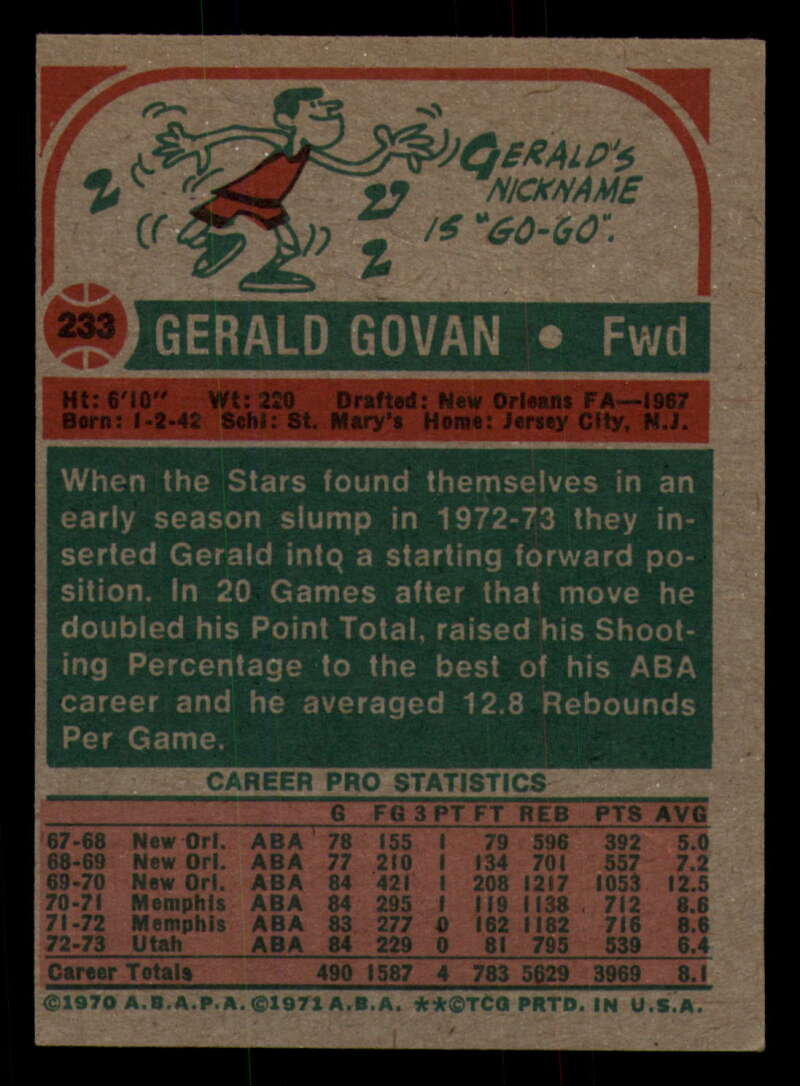 GERALD'S
NICKNAME
IS "GO-GO".
233
GERALD GOVAN • Fwd
Ht: 6'10" Wt: 220 Drafted: New Orleans FA—1967
Born: 1-2-42 Schl: St. Mary's Home: Jersey City, N.J.
When the Stars found themselves in an
early season slump in 1972-73 they in-
serted Gerald into a starting forward po-
sition. In 20 Games after that move he
doubled his Point Total, raised his Shoot-
ing Percentage to the best of his ABA
career and he averaged 12.8 Rebounds
Per Game.
CAREER PRO STATISTICS
G FG 3 PT FT REB PTS AVG
67-68 New Orl. ABA 78 155 1 79 596 392 5.0
68-69 New Orl. ABA 77 210 1 134 701 557 7.2
69-70 New Orl. ABA 84 421 1 208 1217 1053 12.5
70-71 Memphis ABA 84 295 1 119 1138 712 8.6
71-72 Memphis ABA 83 277 0 162 1182 716 8.6
72-73 Utah ABA 84 229 0 81 795 539 6.4
Career Totals 490 1587 4 783 5629 3969 8.1
©1970 A.B.A.P.A. ©1971 A.B.A. **©TCG PRTD. IN U.S.A.